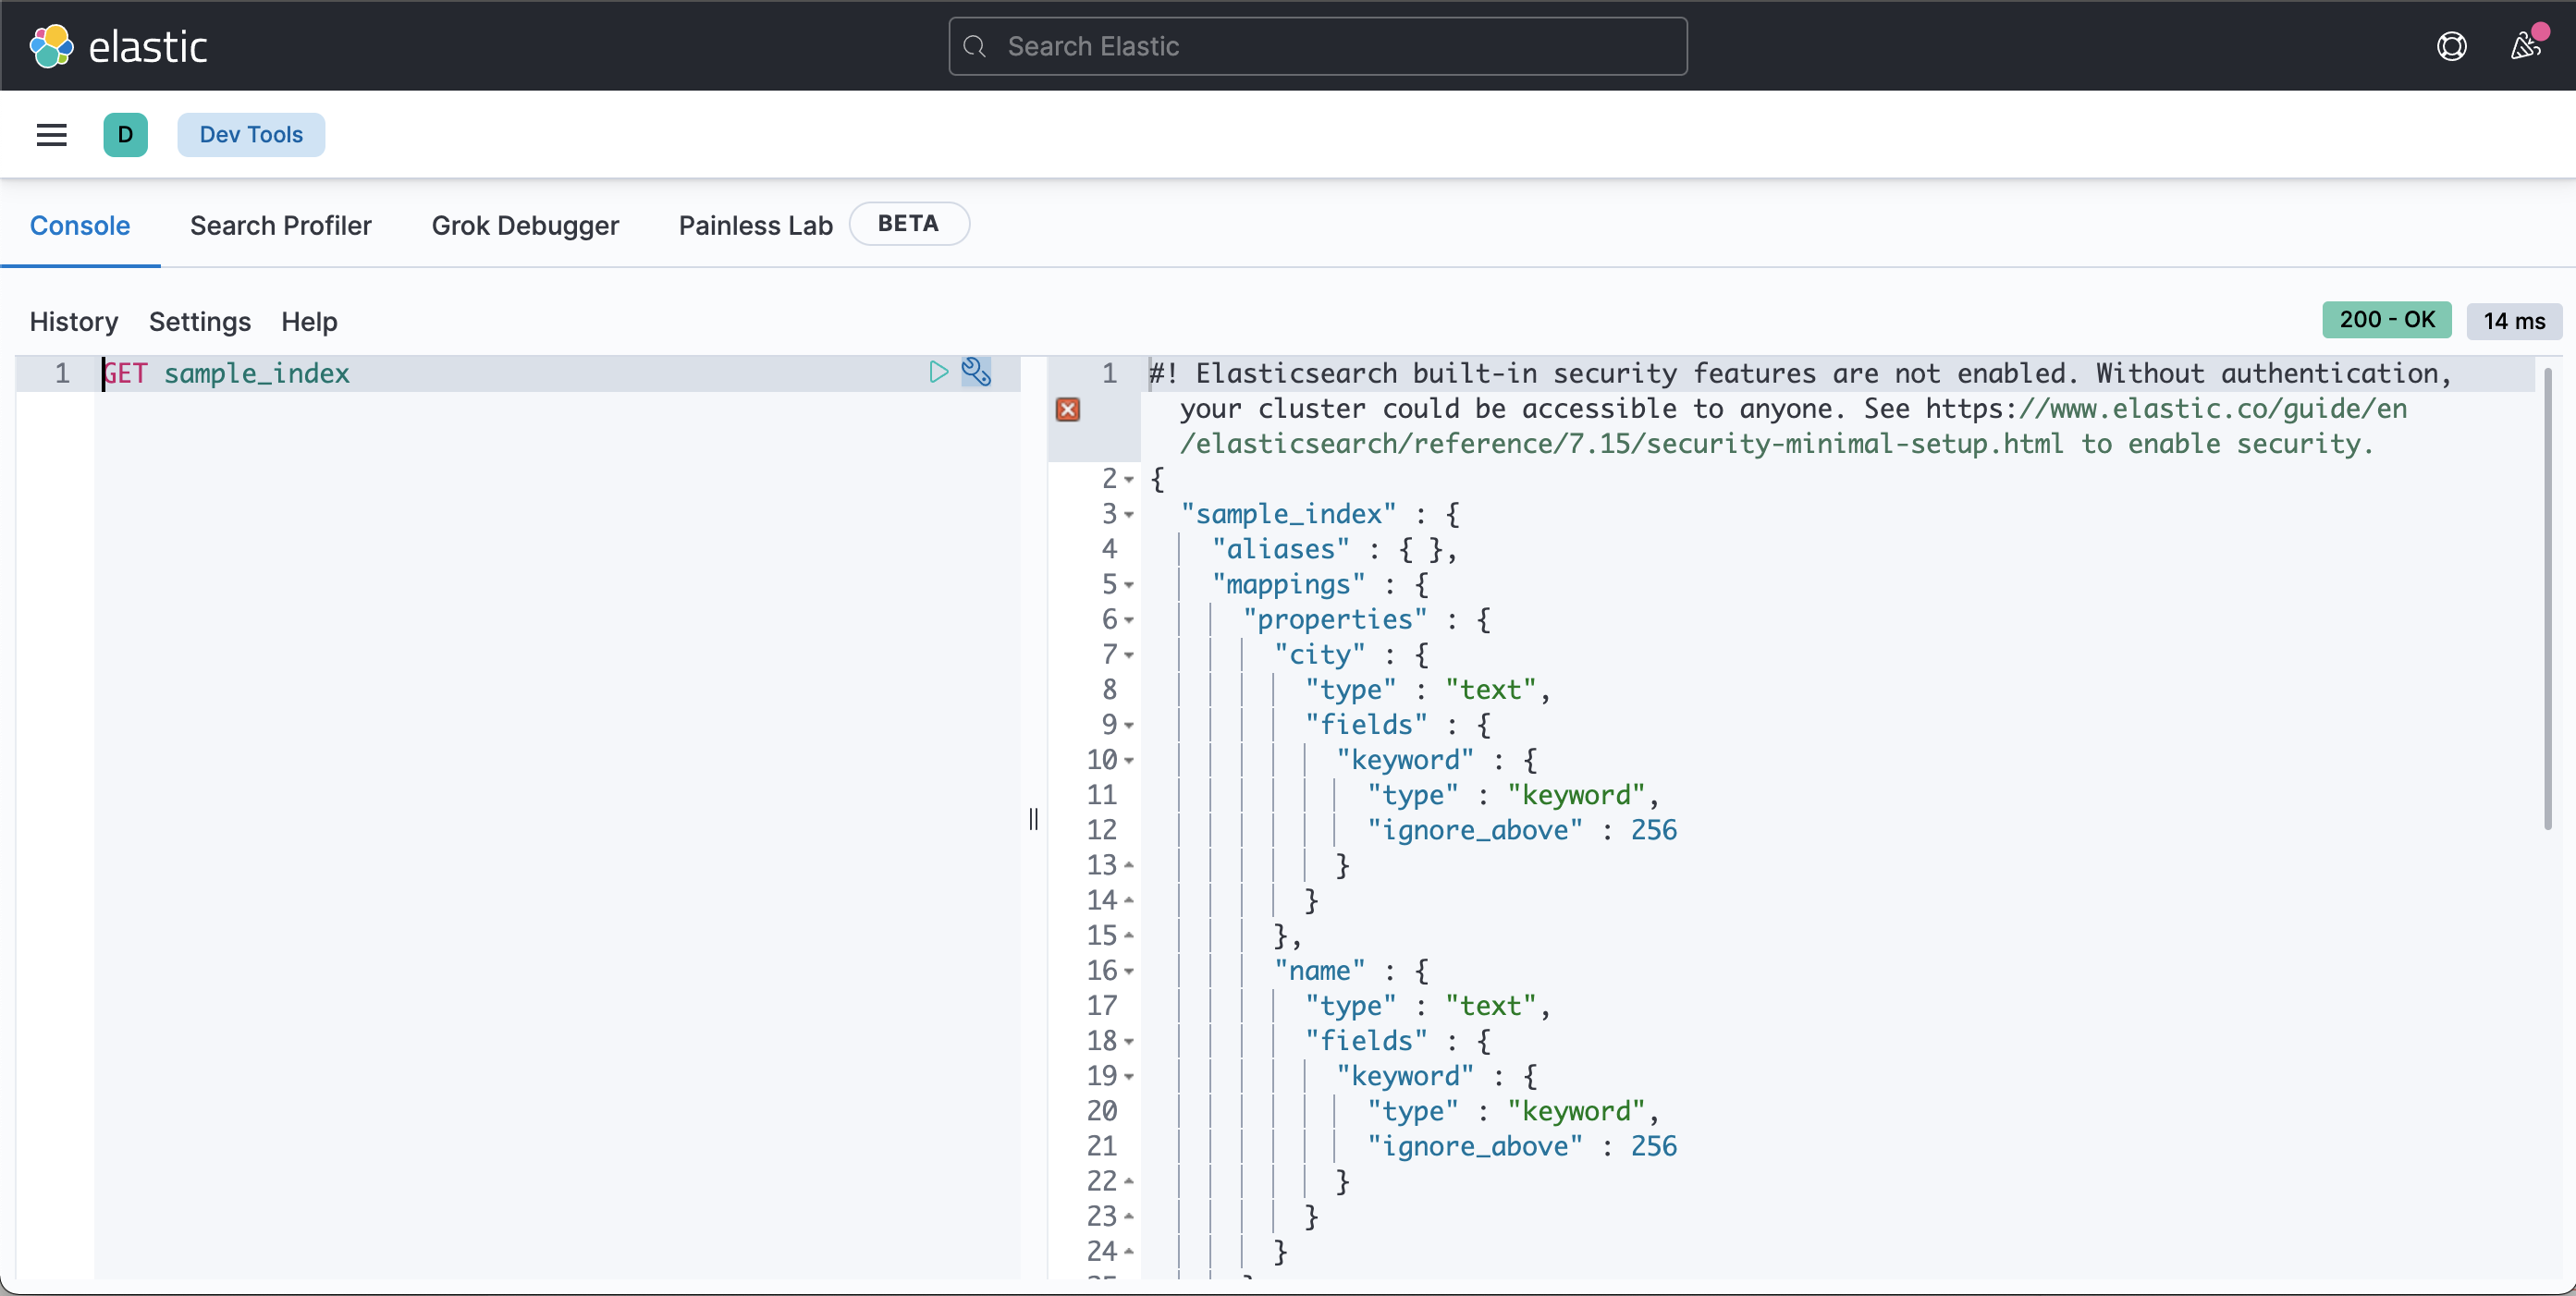 elastic
Search Elastic
D
Dev Tools
Console
Search Profiler
Grok Debugger
Painless Lab
BETA
History
Settings
Help
200 - OK
14 ms
1
GET sample_index
1 #! Elasticsearch built-in security features are not enabled. Without authentication,
your cluster could be accessible to anyone. See https://www.elastic.co/guide/en
/elasticsearch/reference/7.15/security-minimal-setup.html to enable security.
2 {
3 "sample_index" : {
4 "aliases" : { },
5 "mappings" : {
6 "properties" : {
7 "city" : {
8 "type" : "text",
9 "fields" : {
10 "keyword" : {
11 "type" : "keyword",
12 "ignore_above" : 256
13 }
14 }
15 },
16 "name" : {
17 "type" : "text",
18 "fields" : {
19 "keyword" : {
20 "type" : "keyword",
21 "ignore_above" : 256
22 }
23 }
24 }